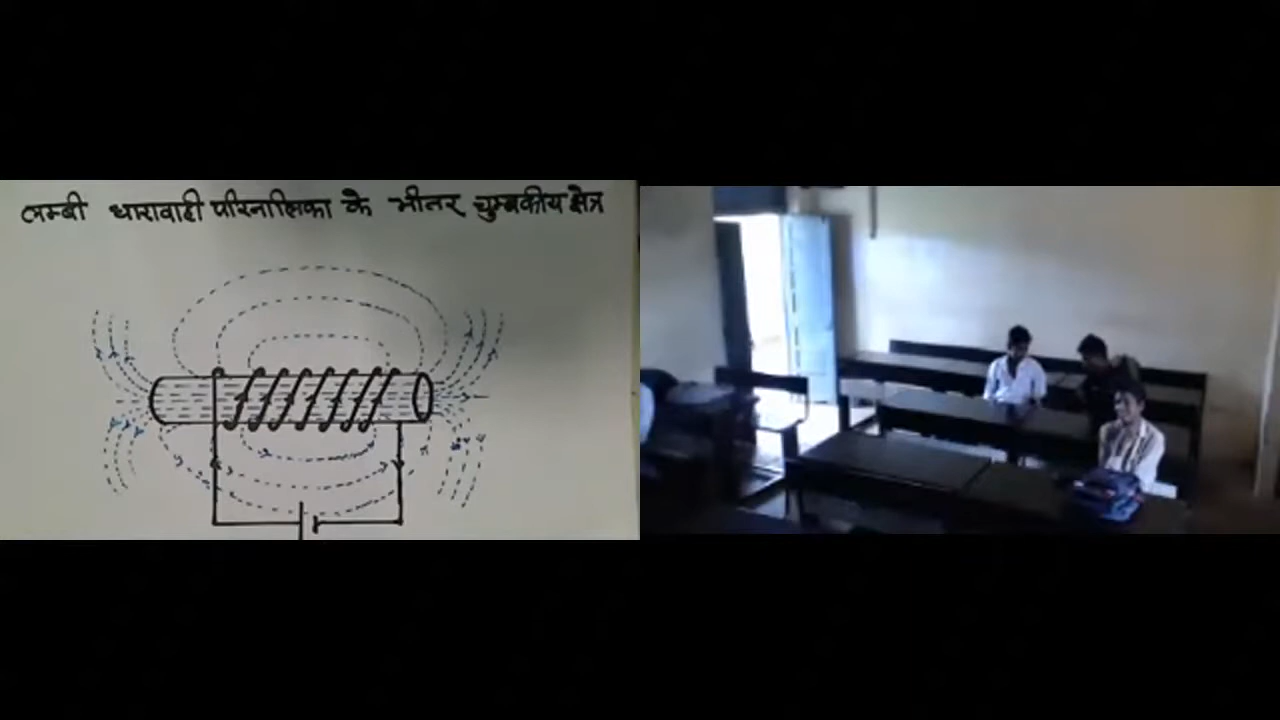 लम्बी धारावाही परिनालिका के भीतर चुम्बकीय क्षेत्र